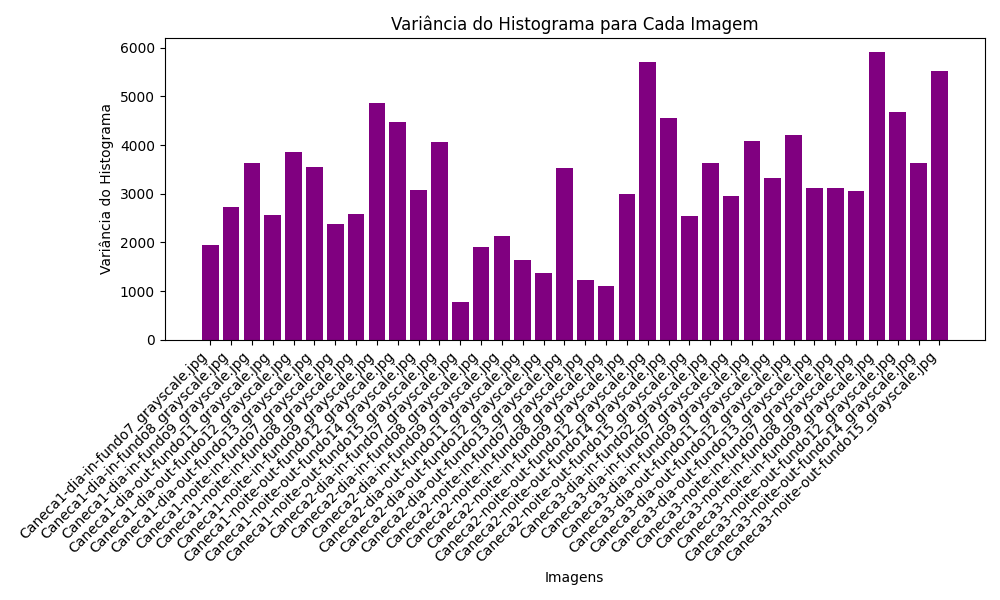 Variância do Histograma para Cada Imagem
Variância do Histograma
6000
5000
4000
3000
2000
1000
0
Caneca1-dia-in-fundo7_grayscale.jpg
Caneca1-dia-in-fundo8_grayscale.jpg
Caneca1-dia-in-fundo9_grayscale.jpg
Caneca1-dia-out-fundo11_grayscale.jpg
Caneca1-dia-out-fundo12_grayscale.jpg
Caneca1-dia-out-fundo13_grayscale.jpg
Caneca1-noite-in-fundo7_grayscale.jpg
Caneca1-noite-in-fundo8_grayscale.jpg
Caneca1-noite-in-fundo9_grayscale.jpg
Caneca1-noite-out-fundo12_grayscale.jpg
Caneca1-noite-out-fundo14_grayscale.jpg
Caneca1-noite-out-fundo15_grayscale.jpg
Caneca2-dia-in-fundo7_grayscale.jpg
Caneca2-dia-in-fundo8_grayscale.jpg
Caneca2-dia-in-fundo9_grayscale.jpg
Caneca2-dia-out-fundo11_grayscale.jpg
Caneca2-dia-out-fundo12_grayscale.jpg
Caneca2-dia-out-fundo13_grayscale.jpg
Caneca2-noite-in-fundo7_grayscale.jpg
Caneca2-noite-in-fundo8_grayscale.jpg
Caneca2-noite-in-fundo9_grayscale.jpg
Caneca2-noite-out-fundo12_grayscale.jpg
Caneca2-noite-out-fundo14_grayscale.jpg
Caneca2-noite-out-fundo15_grayscale.jpg
Caneca3-dia-in-fundo7_grayscale.jpg
Caneca3-dia-in-fundo8_grayscale.jpg
Caneca3-dia-in-fundo9_grayscale.jpg
Caneca3-dia-out-fundo11_grayscale.jpg
Caneca3-dia-out-fundo12_grayscale.jpg
Caneca3-dia-out-fundo13_grayscale.jpg
Caneca3-noite-in-fundo7_grayscale.jpg
Caneca3-noite-in-fundo8_grayscale.jpg
Caneca3-noite-in-fundo9_grayscale.jpg
Caneca3-noite-out-fundo12_grayscale.jpg
Caneca3-noite-out-fundo14_grayscale.jpg
Caneca3-noite-out-fundo15_grayscale.jpg
Imagens